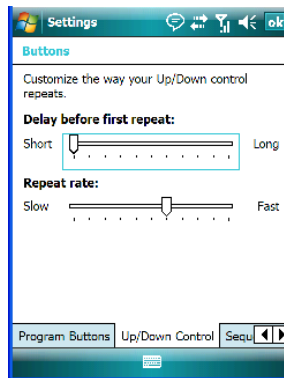 Settings ok
Buttons
Customize the way your Up/Down control
repeats.
Delay before first repeat:
Short Long
Repeat rate:
Slow Fast
Program Buttons Up/Down Control Sequ